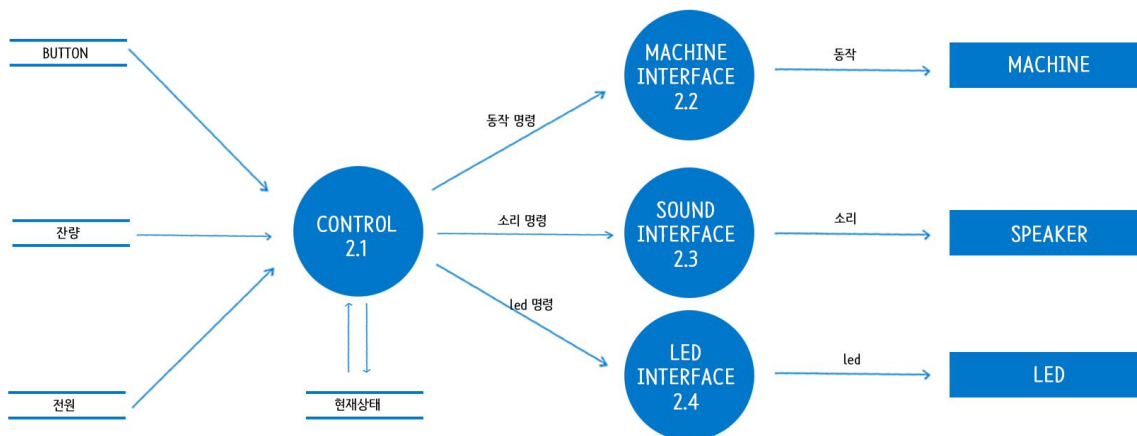 BUTTON
잔량
전원
CONTROL
2.1
현재상태
동작 명령
소리 명령
led 명령
MACHINE
INTERFACE
2.2
SOUND
INTERFACE
2.3
LED
INTERFACE
2.4
동작
소리
led
MACHINE
SPEAKER
LED